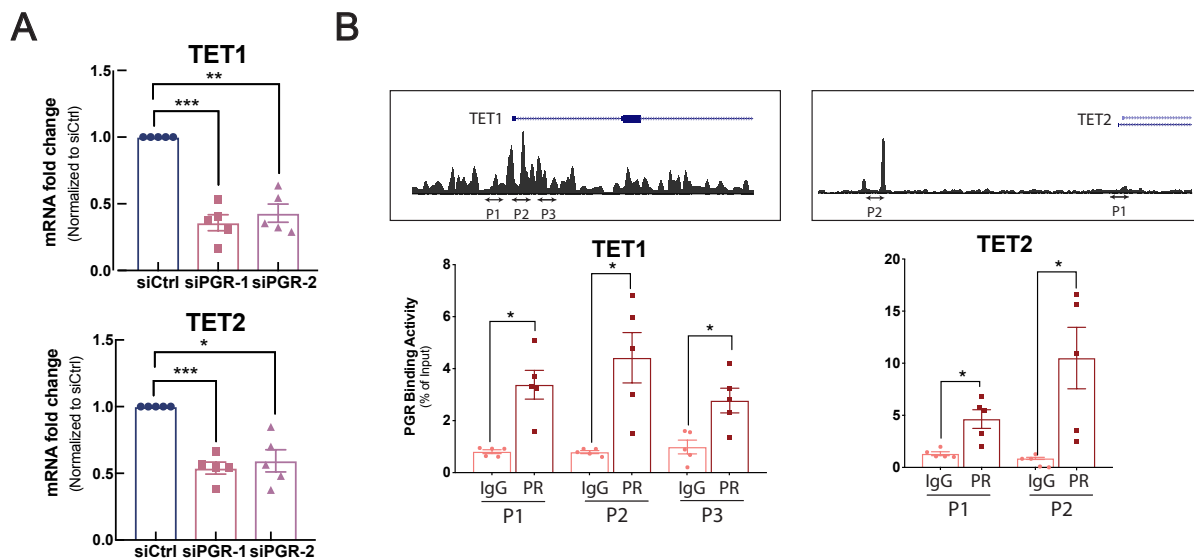 A
TET1
mRNA fold change
(Normalized to siCtrl)
1.5
1.0
0.5
0.0
**
***
siCtrl siPGR-1 siPGR-2
TET2
mRNA fold change
(Normalized to siCtrl)
1.5
1.0
0.5
0.0
*
***
siCtrl siPGR-1 siPGR-2
B
TET1
P1 P2 P3
TET2
P2 P1
TET1
PGR Binding Activity
(% of Input)
8
6
4
2
0
* * *
IgG PR IgG PR IgG PR
P1 P2 P3
TET2
20
15
10
5
0
* *
IgG PR IgG PR
P1 P2